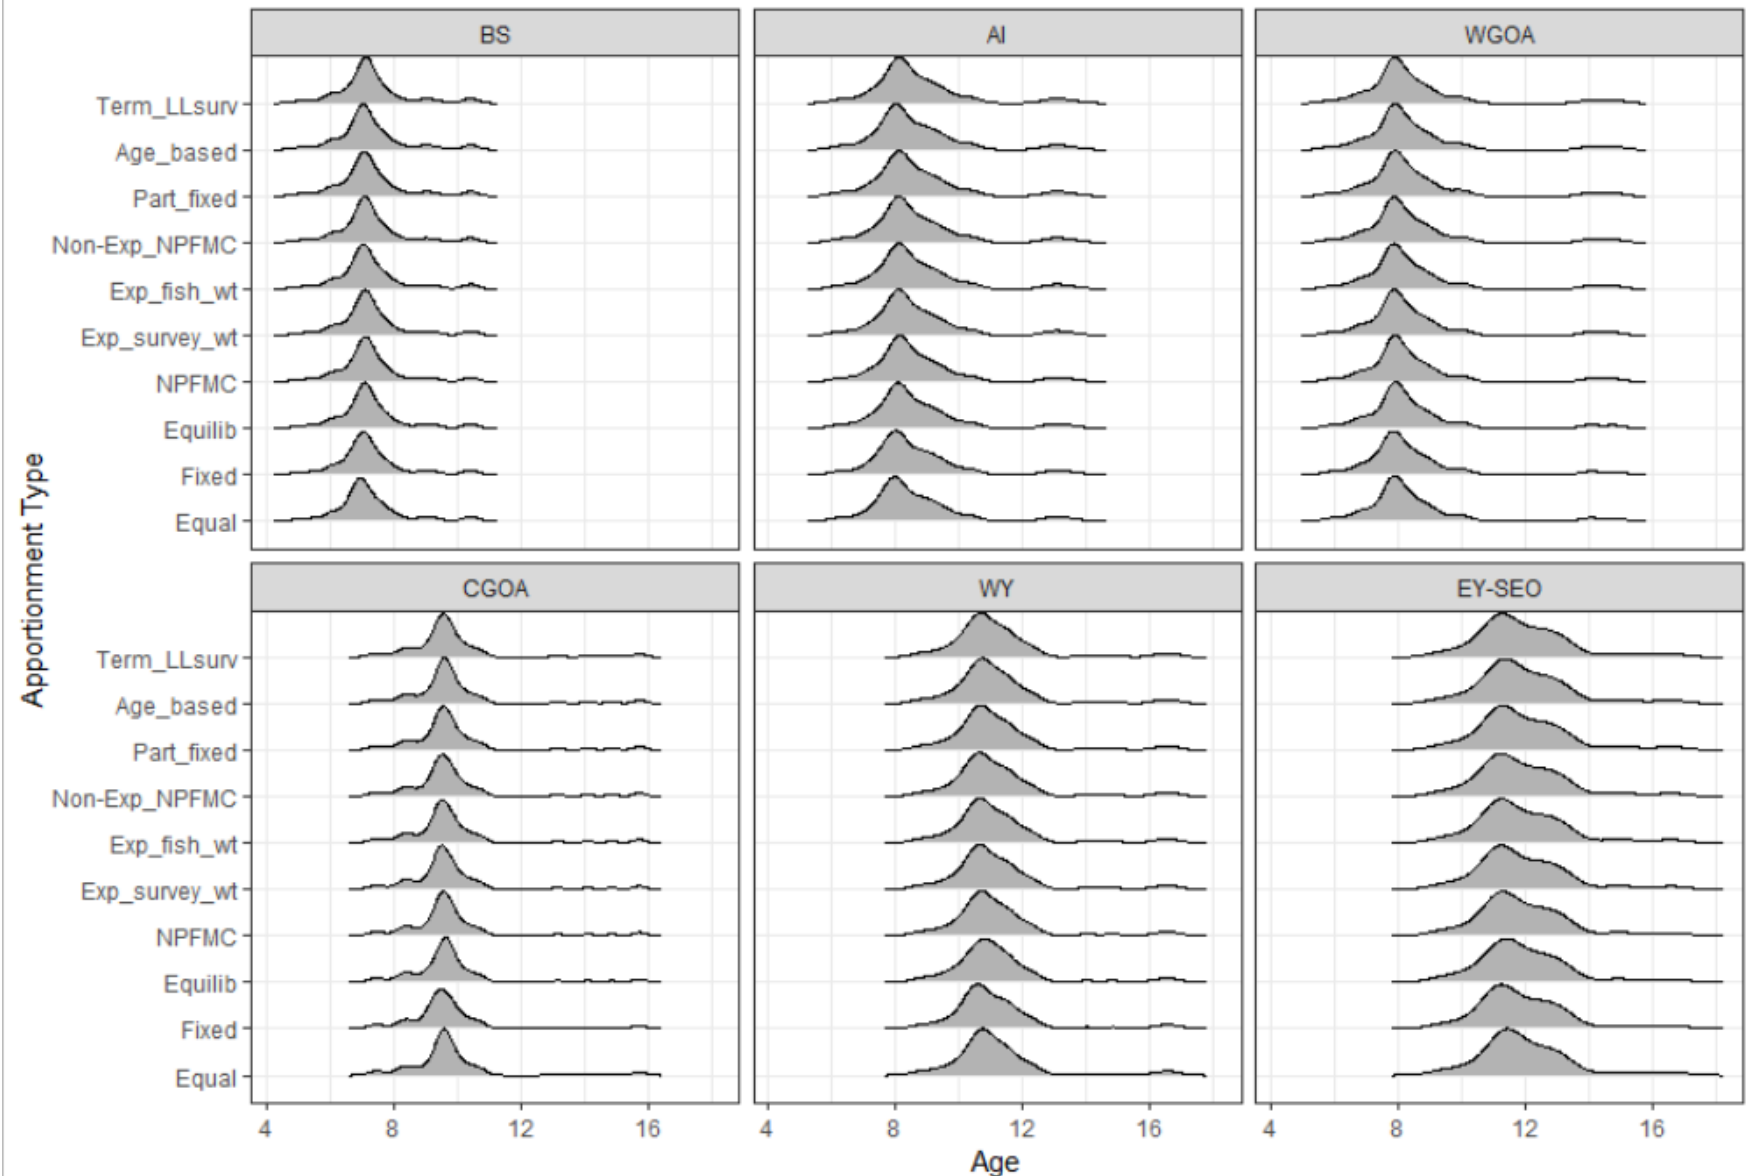 BS
AI
WGOA
Term_LLsurv
Age_based
Part_fixed
Non-Exp_NPFMC
Exp_fish_wt
Exp_survey_wt
NPFMC
Equilib
Fixed
Equal
CGOA
WY
EY-SEO
Term_LLsurv
Age_based
Part_fixed
Non-Exp_NPFMC
Exp_fish_wt
Exp_survey_wt
NPFMC
Equilib
Fixed
Equal
Apportionment Type
4 8 12 16
4 8 12 16
4 8 12 16
Age